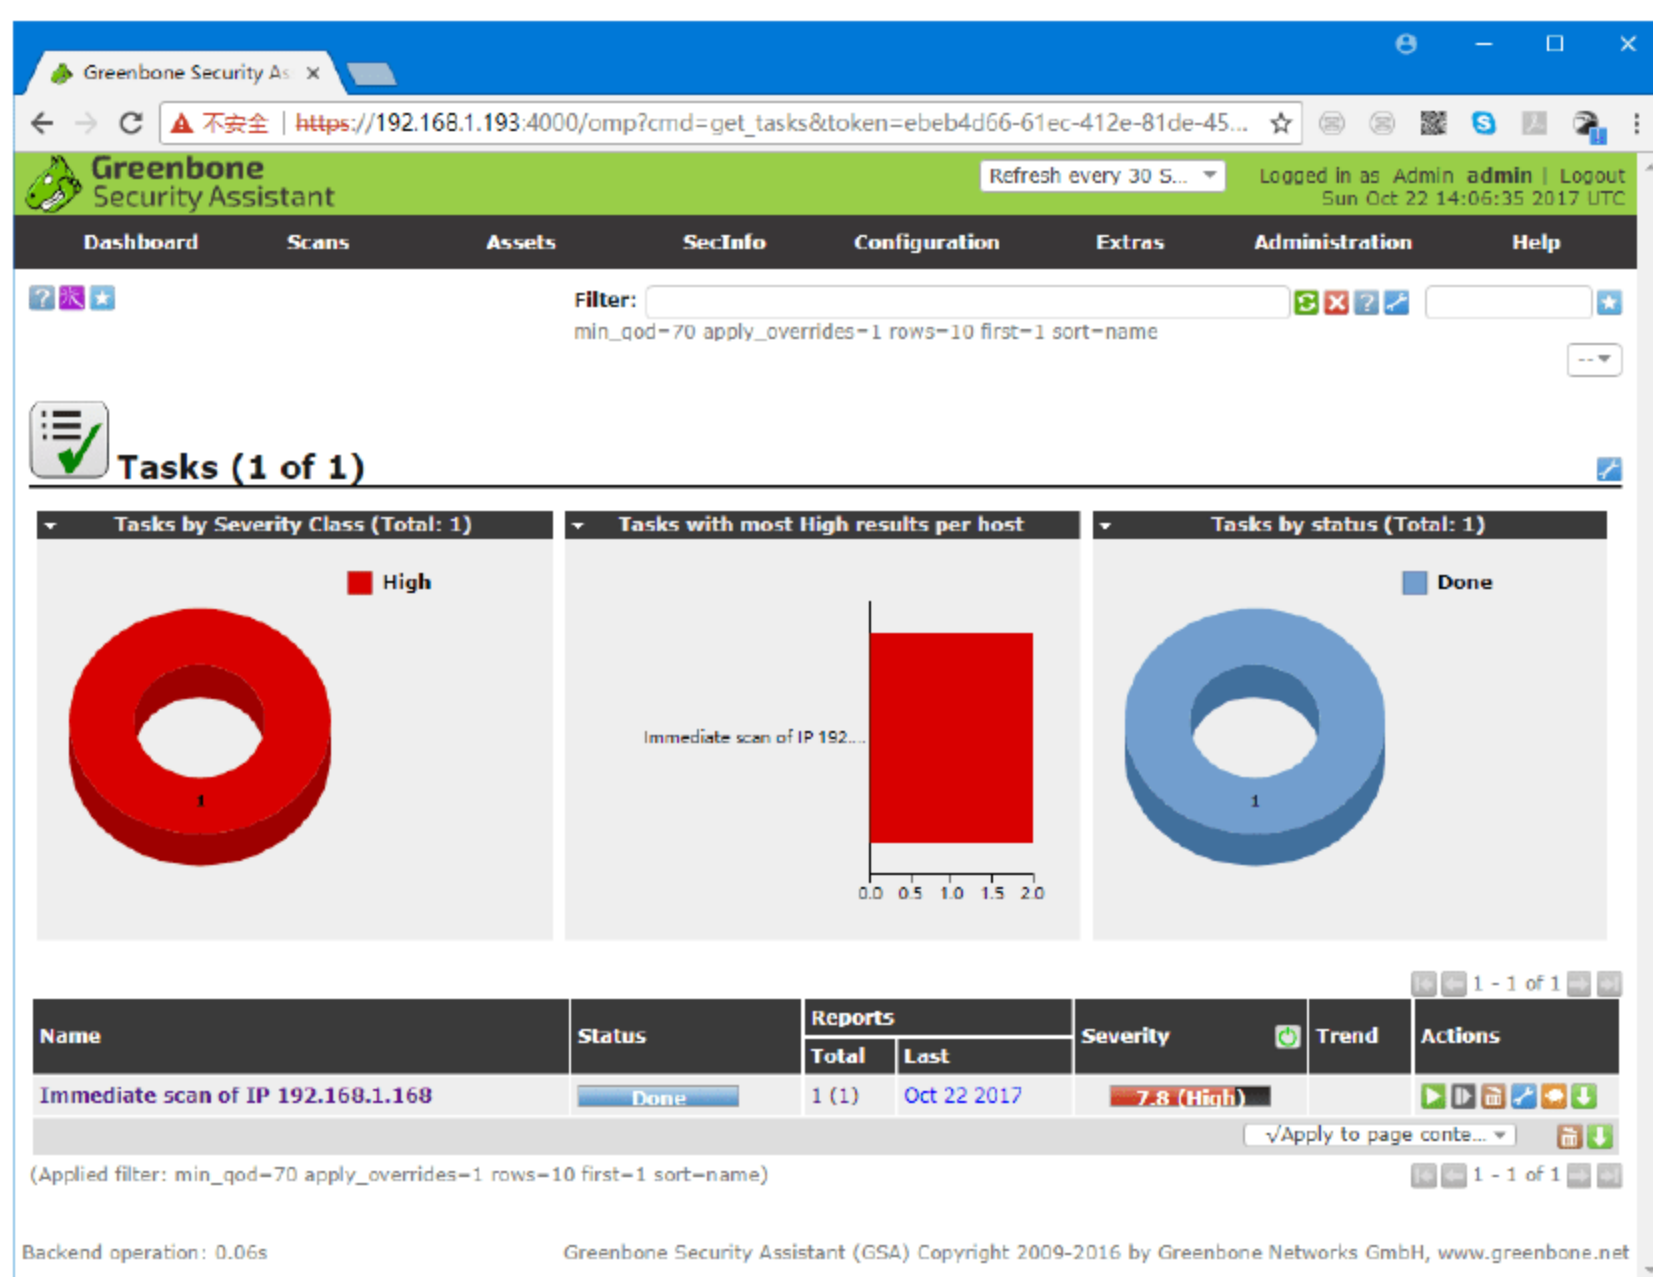 Greenbone Security As
不安全 | https://192.168.1.193:4000/omp?cmd=get_tasks&token=ebeb4d66-61ec-412e-81de-45...
Greenbone
Security Assistant
Refresh every 30 S...
Logged in as Admin admin | Logout
Sun Oct 22 14:06:35 2017 UTC
Dashboard Scans Assets SecInfo Configuration Extras Administration Help
Filter:
min_qod=70 apply_overrides=1 rows=10 first=1 sort=name
--
Tasks (1 of 1)
Tasks by Severity Class (Total: 1)
High
1
Tasks with most High results per host
Immediate scan of IP 192....
0.0 0.5 1.0 1.5 2.0
Tasks by status (Total: 1)
Done
1
1 - 1 of 1
Name Status Reports Severity Trend Actions
Total Last
Immediate scan of IP 192.168.1.168 Done 1 (1) Oct 22 2017 7.8 (High)
√Apply to page conte...
(Applied filter: min_qod=70 apply_overrides=1 rows=10 first=1 sort=name) 1 - 1 of 1
Backend operation: 0.06s Greenbone Security Assistant (GSA) Copyright 2009-2016 by Greenbone Networks GmbH, www.greenbone.net